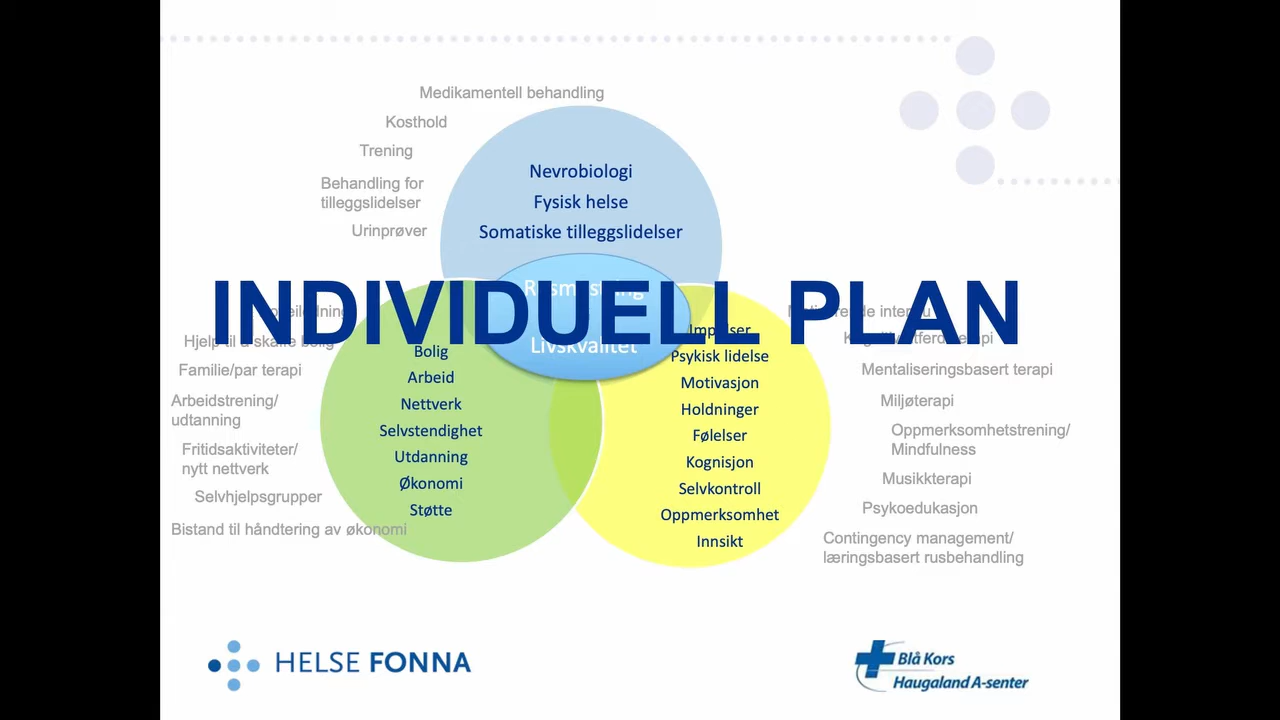 Medikamentell behandling
Kosthold
Trening
Behandling for
tilleggslidelser
Urinprøver
Nevrobiologi
Fysisk helse
Somatiske tilleggslidelser
INDIVIDUELL PLAN
Livskvalitet
Hjelp til å skaffe bolig
Familie/par terapi
Arbeidstrening/
udtanning
Fritidsaktiviteter/
nytt nettverk
Selvhjelpsgrupper
Bistand til håndtering av økonomi
Bolig
Arbeid
Nettverk
Selvstendighet
Utdanning
Økonomi
Støtte
Impulser
Psykisk lidelse
Motivasjon
Holdninger
Følelser
Kognisjon
Selvkontroll
Oppmerksomhet
Innsikt
Mentaliseringsbasert terapi
Miljøterapi
Oppmerksomhetstrening/
Mindfulness
Musikkterapi
Psykoedukasjon
Contingency management/
læringsbasert rusbehandling
HELSE FONNA
Blå Kors
Haugaland A-senter